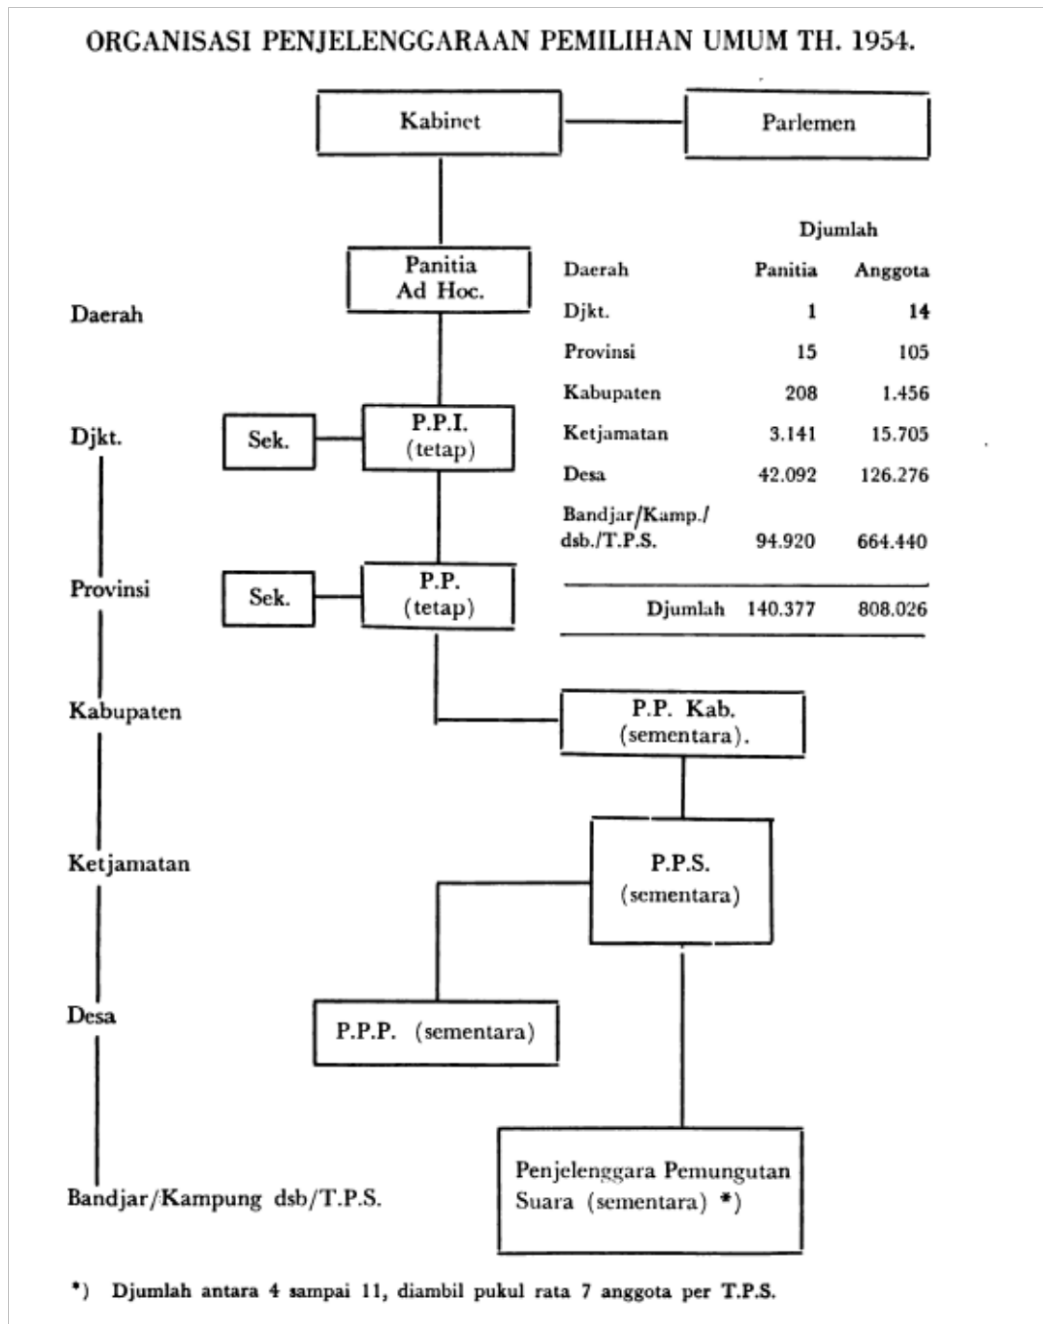 ORGANISASI PENJELENGGARAAN PEMILIHAN UMUM TH. 1954.
Kabinet
Parlemen
Panitia
Ad Hoc.
Djumlah
Daerah Panitia Anggota
Djkt. 1 14
Provinsi 15 105
Kabupaten 208 1.456
Ketjamatan 3.141 15.705
Desa 42.092 126.276
Bandjar/Kamp./
dsb./T.P.S. 94.920 664.440
Djumlah 140.377 808.026
Daerah
Djkt.
Sek.
P.P.I.
(tetap)
Provinsi
Sek.
P.P.
(tetap)
Kabupaten
P.P. Kab.
(sementara).
Ketjamatan
P.P.S.
(sementara)
Desa
P.P.P. (sementara)
Bandjar/Kampung dsb/T.P.S.
Penjelenggara Pemungutan
Suara (sementara) *)
*) Djumlah antara 4 sampai 11, diambil pukul rata 7 anggota per T.P.S.